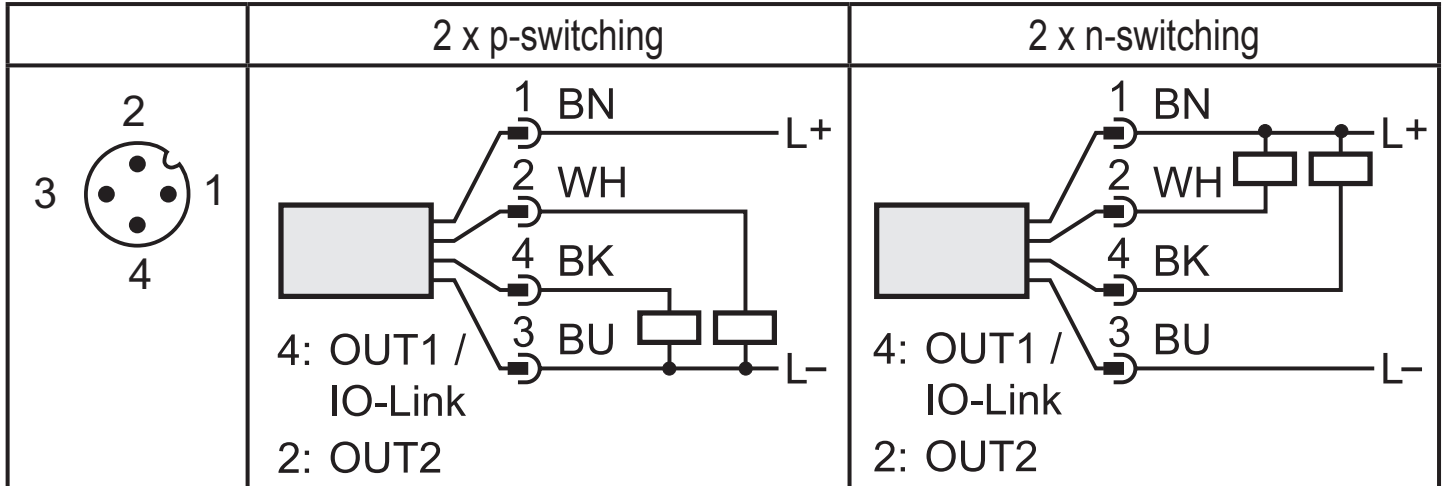 2 x p-switching
2 x n-switching
2
3
1
4
1 BN
L+
2 WH
4 BK
3 BU
L–
4: OUT1 /
IO-Link
2: OUT2
1 BN
L+
2 WH
4 BK
3 BU
L–
4: OUT1 /
IO-Link
2: OUT2